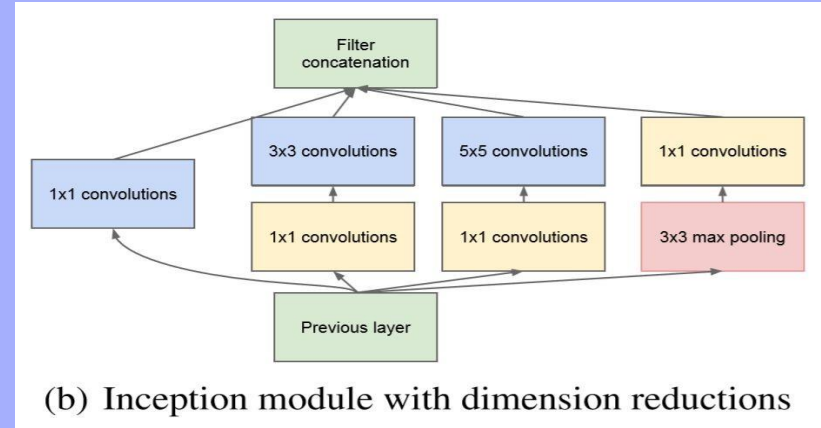 Filter
concatenation
3x3 convolutions
5x5 convolutions
1x1 convolutions
1x1 convolutions
1x1 convolutions
1x1 convolutions
3x3 max pooling
Previous layer
(b) Inception module with dimension reductions